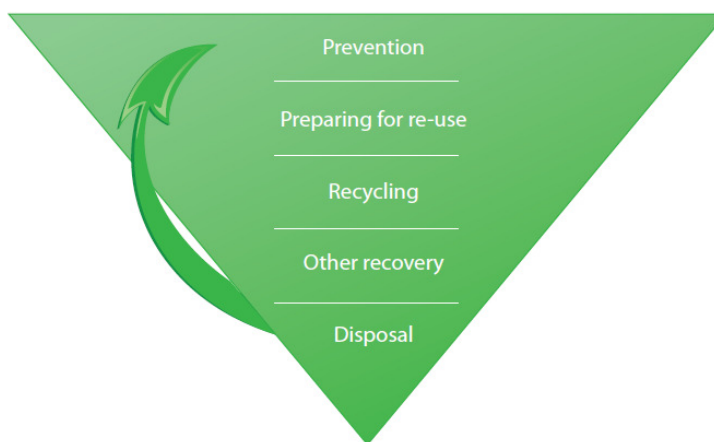 Prevention
Preparing for re-use
Recycling
Other recovery
Disposal